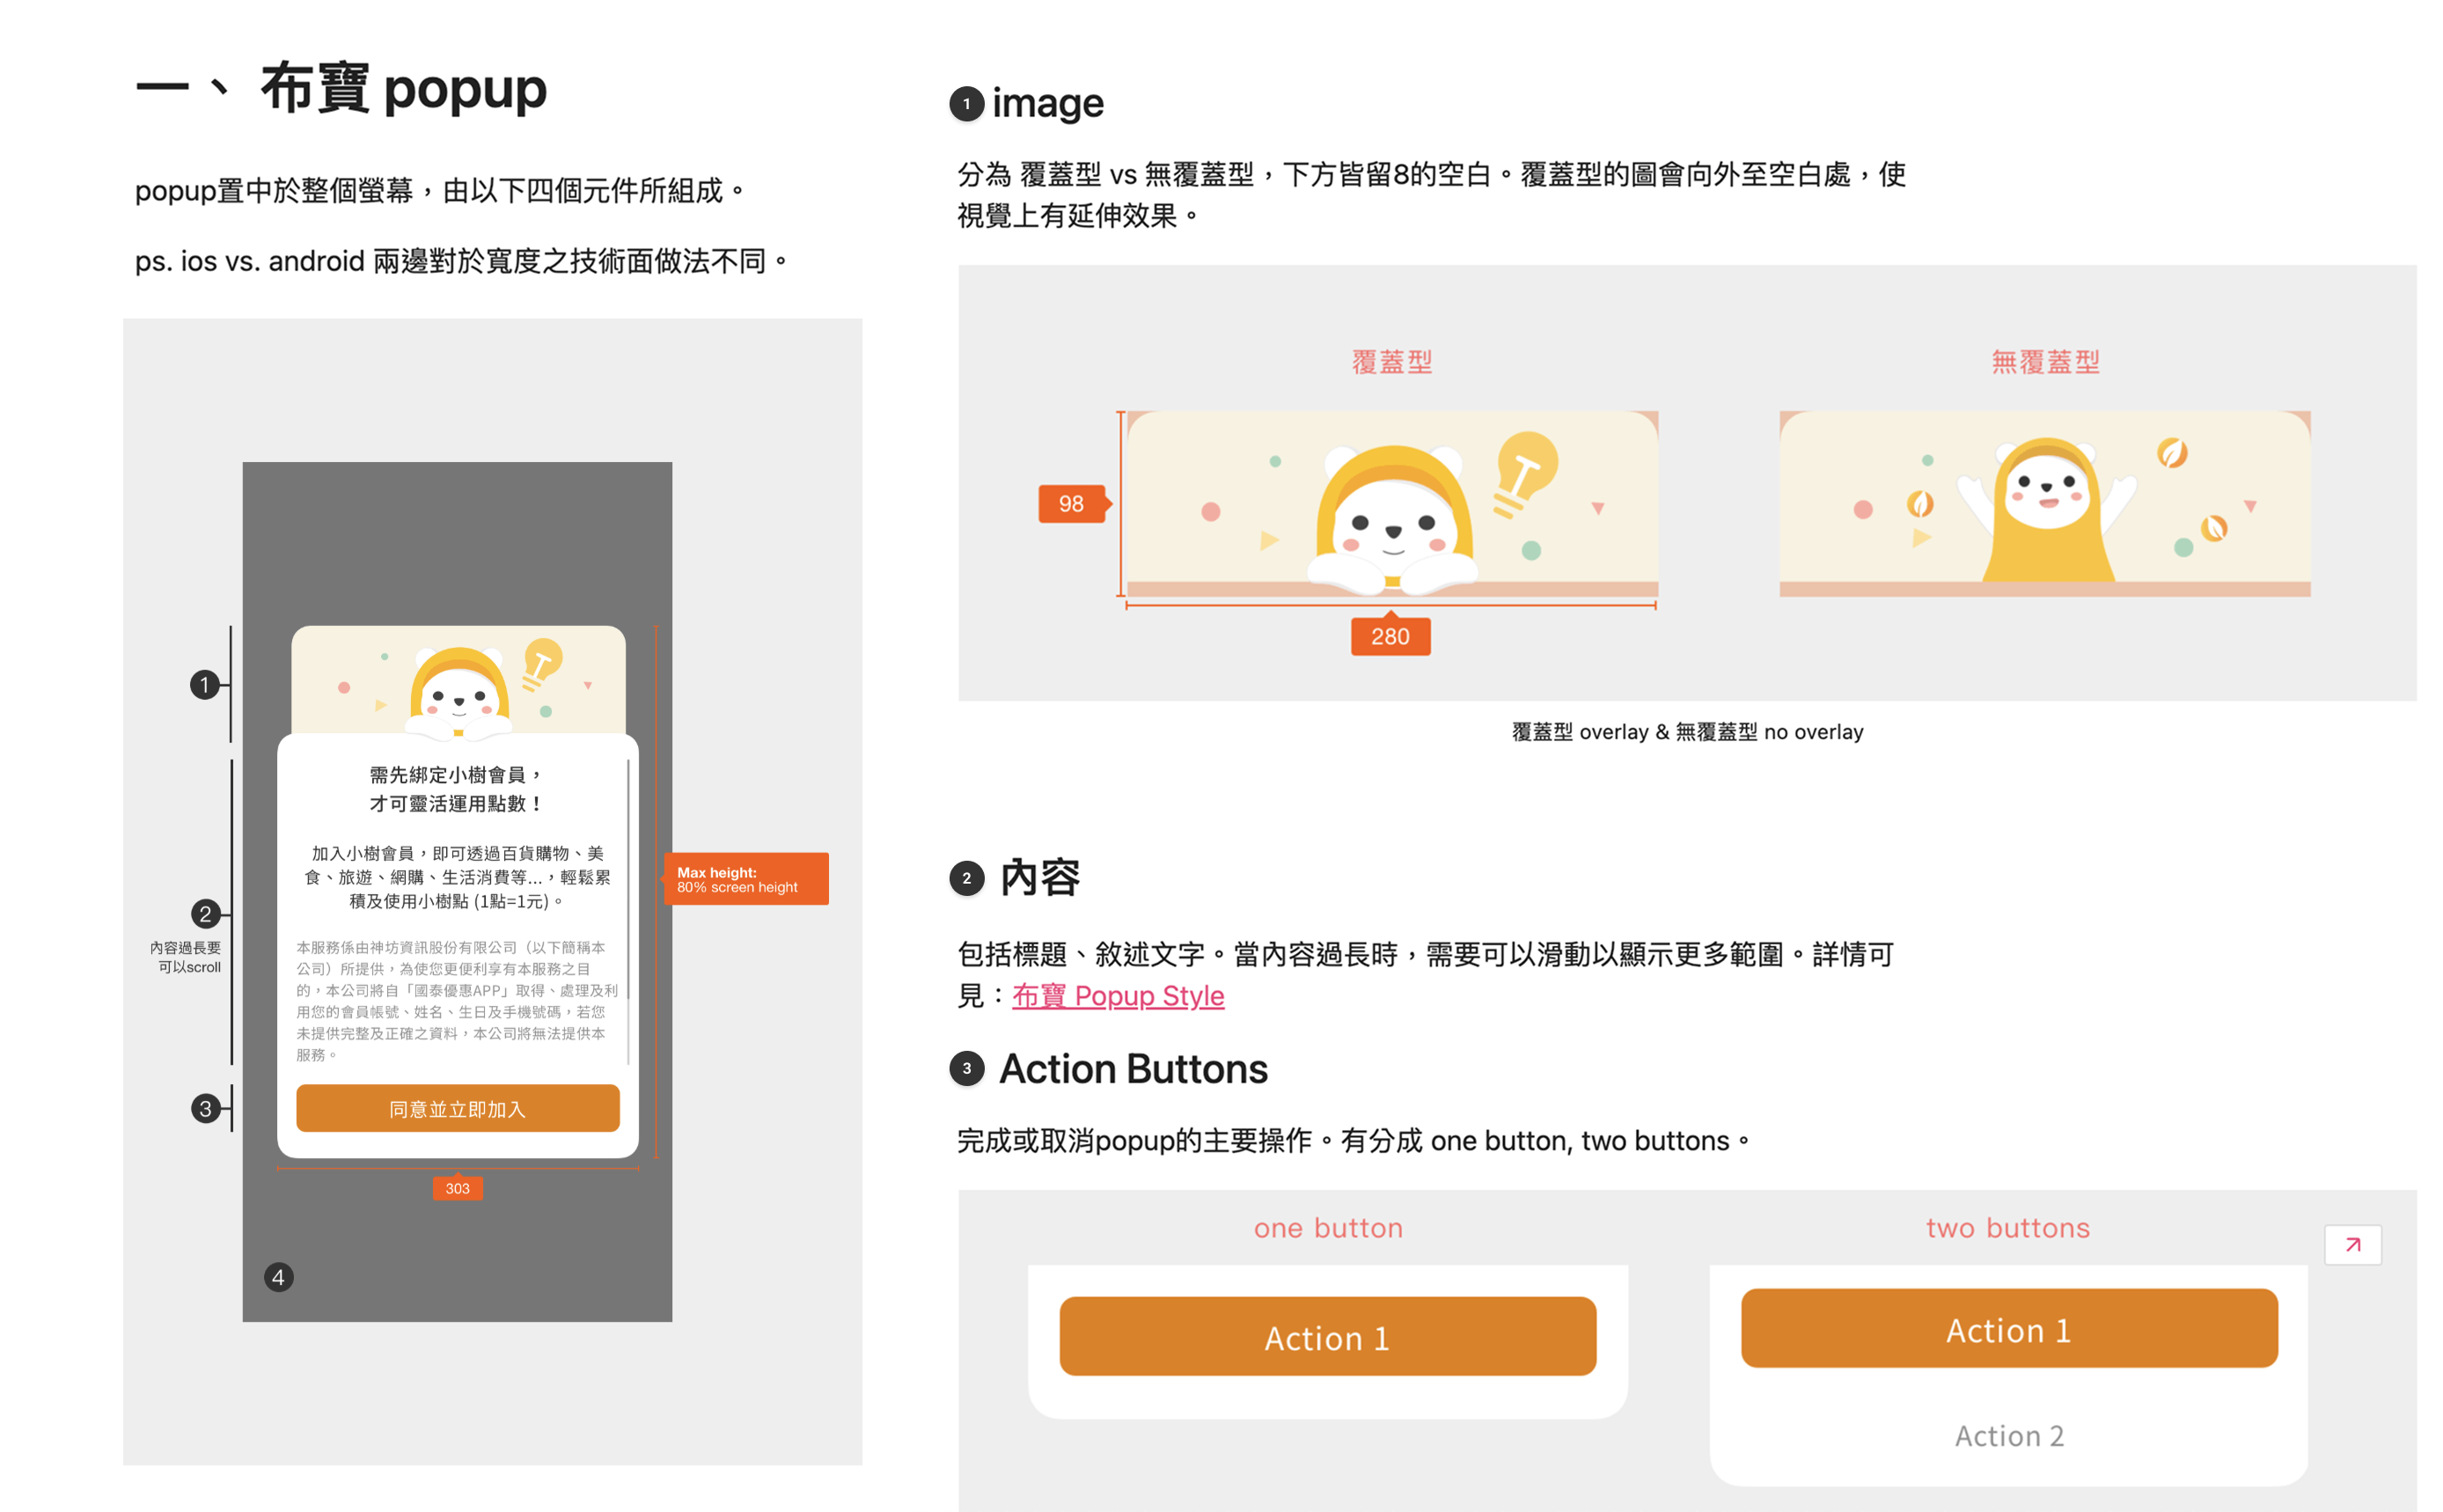 一、 布寶 popup
popup置中於整個螢幕，由以下四個元件所組成。
ps. ios vs. android 兩邊對於寬度之技術面做法不同。
1
需先綁定小樹會員，
才可靈活運用點數！
加入小樹會員，即可透過百貨購物、美
食、旅遊、網購、生活消費等...，輕鬆累
積及使用小樹點 (1點=1元)。
Max height:
80% screen height
2
內容過長要
可以scroll
本服務係由神坊資訊股份有限公司（以下簡稱本
公司）所提供，為使您更便利享有本服務之目
的，本公司將自「國泰優惠APP」取得、處理及利
用您的會員帳號、姓名、生日及手機號碼，若您
未提供完整及正確之資料，本公司將無法提供本
服務。
3
同意並立即加入
303
4
1 image
分為 覆蓋型 vs 無覆蓋型，下方皆留8的空白。覆蓋型的圖會向外至空白處，使
視覺上有延伸效果。
覆蓋型
無覆蓋型
98
280
覆蓋型 overlay & 無覆蓋型 no overlay
2 內容
包括標題、敘述文字。當內容過長時，需要可以滑動以顯示更多範圍。詳情可
見：布寶 Popup Style
3 Action Buttons
完成或取消popup的主要操作。有分成 one button, two buttons。
one button
two buttons
Action 1
Action 1
Action 2